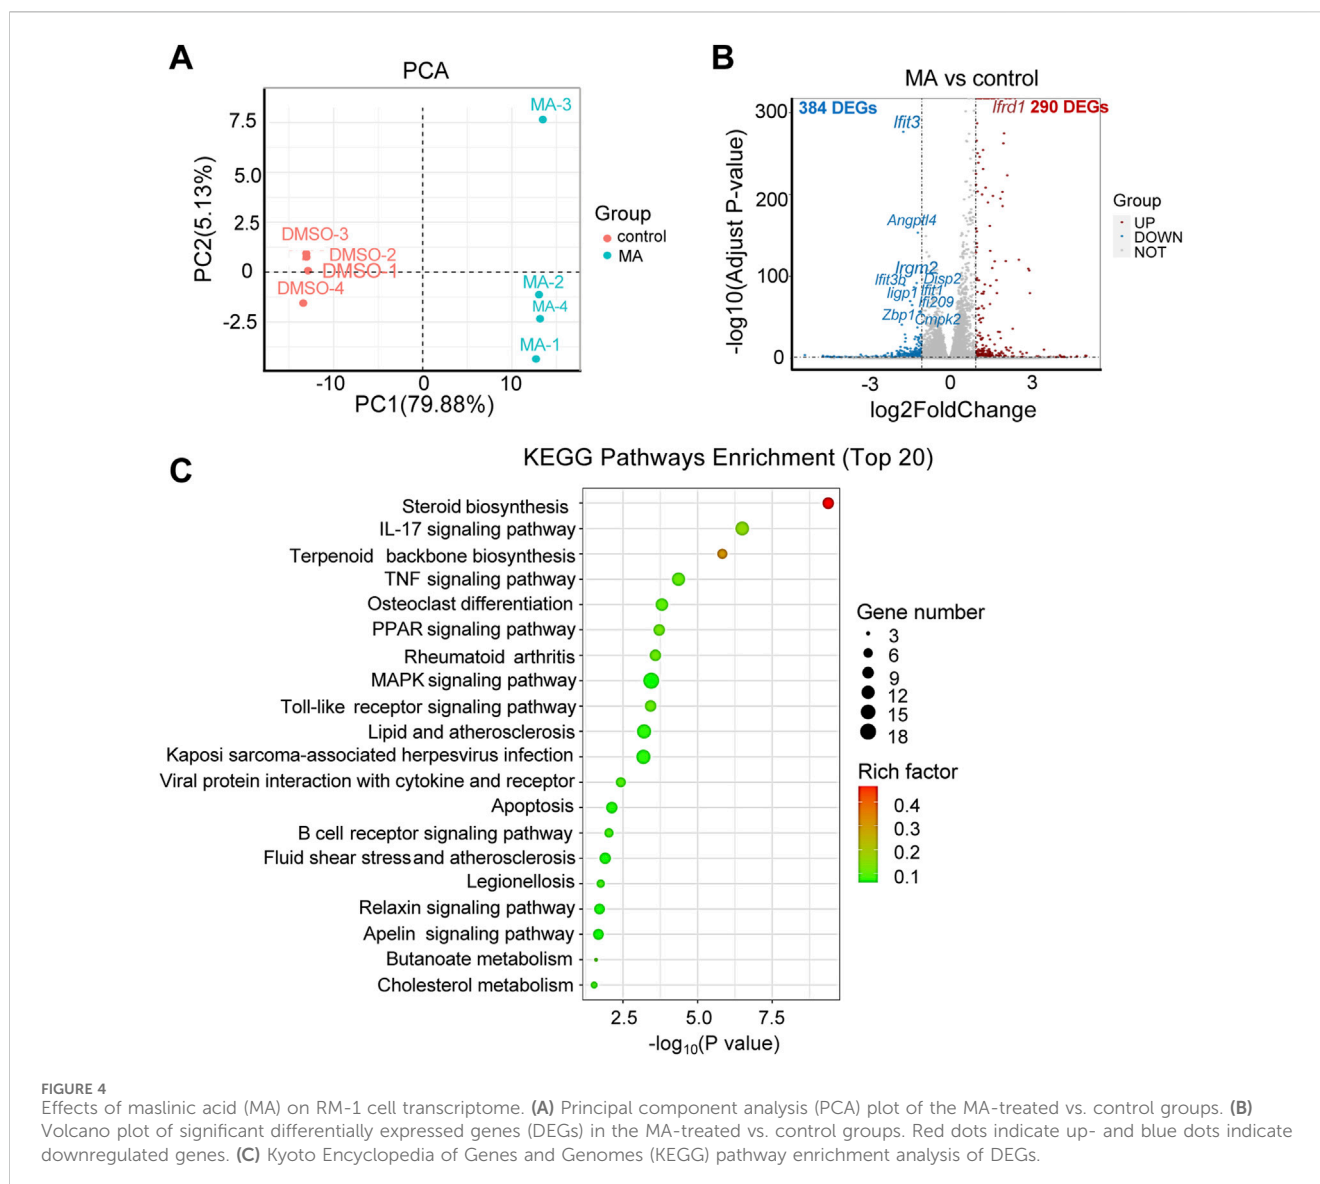 A
PCA
PC2(5.13%)
7.5
5.0
2.5
0
-2.5
MA-3
DMSO-3
DMSO-2
DMSO-1
DMSO-4
MA-2
MA-4
MA-1
-10
0
10
PC1(79.88%)
Group
control
MA
B
MA vs control
-log10(Adjust P-value)
300
200
100
0
384 DEGs
Ifrd1 290 DEGs
Ifit3
Angptl4
Irgm2
Ifit3b
Disp2
Iigp1
Ifit1
Ifi209
Zbp1
Cmpk2
-3
0
3
log2FoldChange
Group
UP
DOWN
NOT
C
KEGG Pathways Enrichment (Top 20)
Steroid biosynthesis
IL-17 signaling pathway
Terpenoid backbone biosynthesis
TNF signaling pathway
Osteoclast differentiation
PPAR signaling pathway
Rheumatoid arthritis
MAPK signaling pathway
Toll-like receptor signaling pathway
Lipid and atherosclerosis
Kaposi sarcoma-associated herpesvirus infection
Viral protein interaction with cytokine and receptor
Apoptosis
B cell receptor signaling pathway
Fluid shear stress and atherosclerosis
Legionellosis
Relaxin signaling pathway
Apelin signaling pathway
Butanoate metabolism
Cholesterol metabolism
2.5
5.0
7.5
-log₁₀(P value)
Gene number
3
6
9
12
15
18
Rich factor
0.4
0.3
0.2
0.1
FIGURE 4
Effects of maslinic acid (MA) on RM-1 cell transcriptome. (A) Principal component analysis (PCA) plot of the MA-treated vs. control groups. (B)
Volcano plot of significant differentially expressed genes (DEGs) in the MA-treated vs. control groups. Red dots indicate up- and blue dots indicate
downregulated genes. (C) Kyoto Encyclopedia of Genes and Genomes (KEGG) pathway enrichment analysis of DEGs.